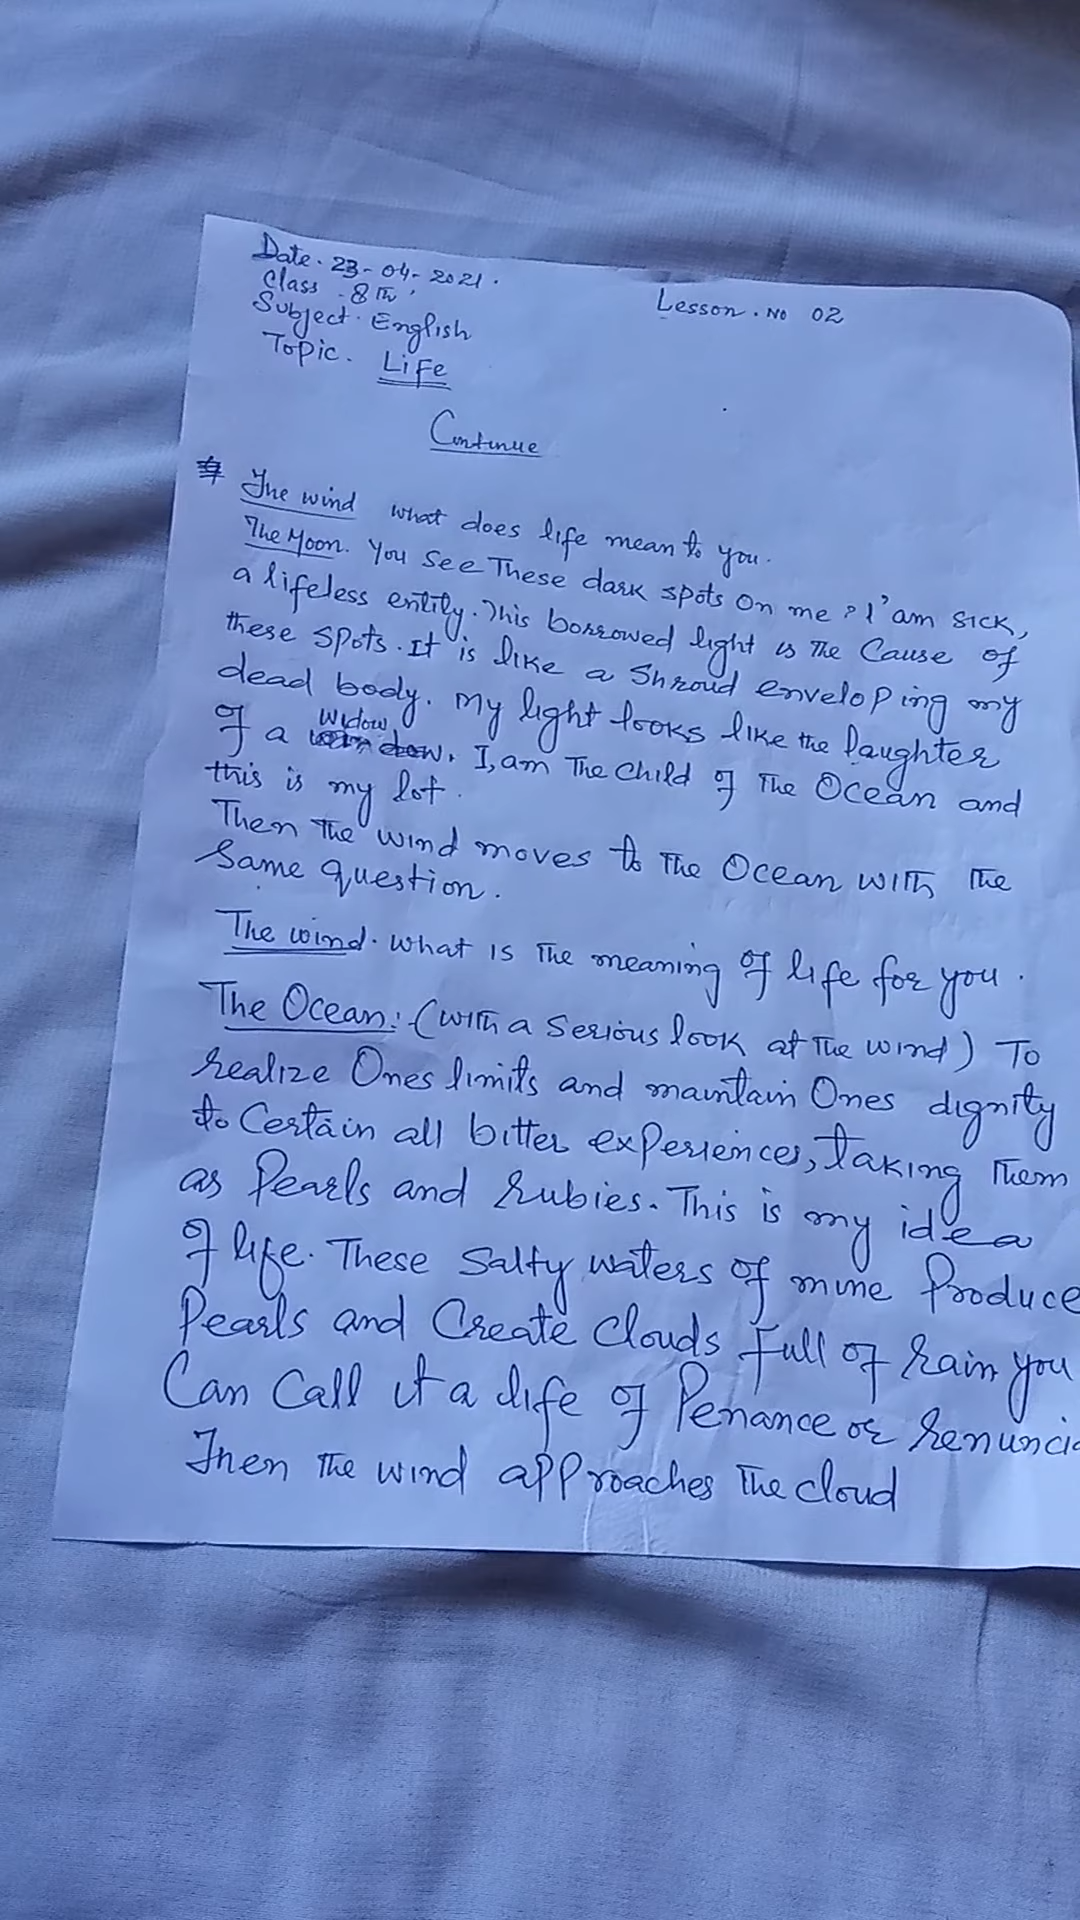 Date. 23-04-2021.
Class - 8Th
Lesson. No 02
Subject. English
Topic. Life
Continue
The wind what does life mean to you.
The Moon. You See These dark spots On me ? I'am sick,
a lifeless entity. This borrowed light is The Cause of
these spots. It is like a Shroud enveloping my
dead body. My light looks like the laughter
of a widow. I, am The Child of The Ocean and
this is my lot.
Then The wind moves to The Ocean with The
Same question.
The wind. What is The meaning of life for you.
The Ocean: (with a Serious look at The wind) To
realize Ones limits and maintain Ones dignity
to Certain all bitter experiences, taking Them
as Pearls and rubies. This is my idea
of life. These Salty waters of mine Produce
Pearls and Create Clouds Full of rain you
Can Call it a life of Penance or renuncia
Then The wind approaches The cloud